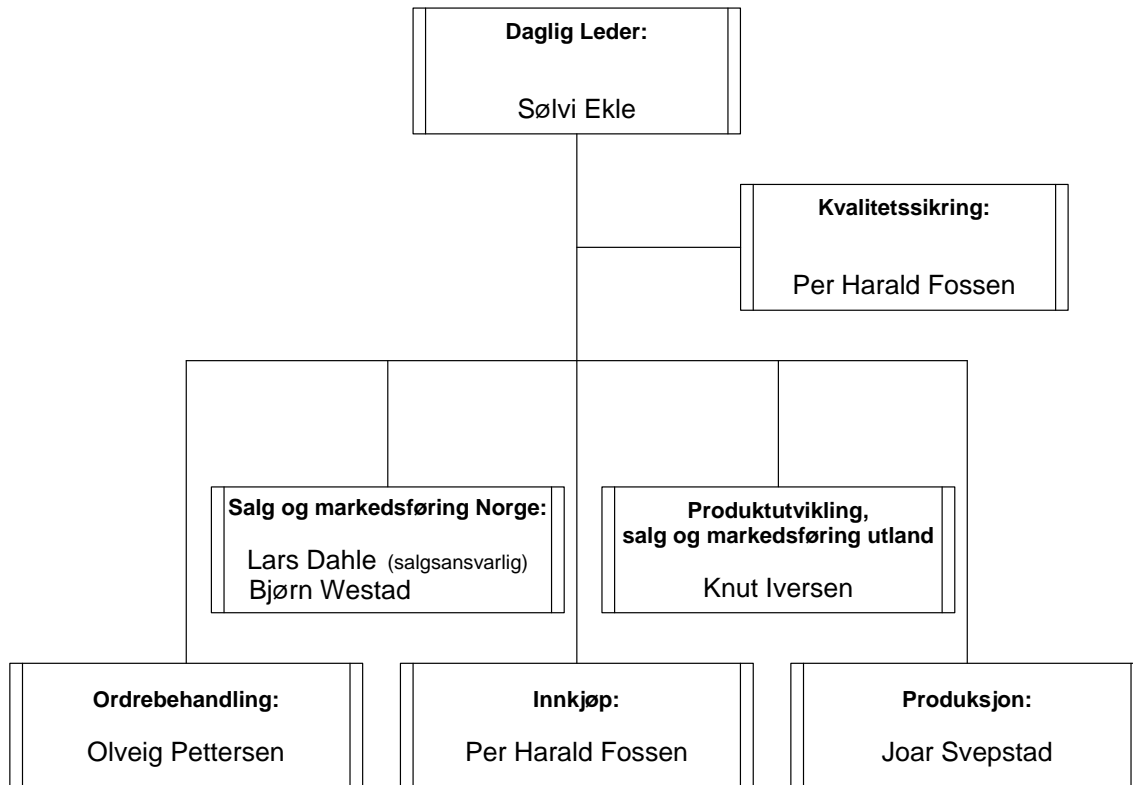 Daglig Leder:
Sølvi Ekle
Kvalitetssikring:
Per Harald Fossen
Salg og markedsføring Norge:
Lars Dahle (salgsansvarlig)
Bjørn Westad
Produktutvikling,
salg og markedsføring utland
Knut Iversen
Ordrebehandling:
Olveig Pettersen
Innkjøp:
Per Harald Fossen
Produksjon:
Joar Svepstad